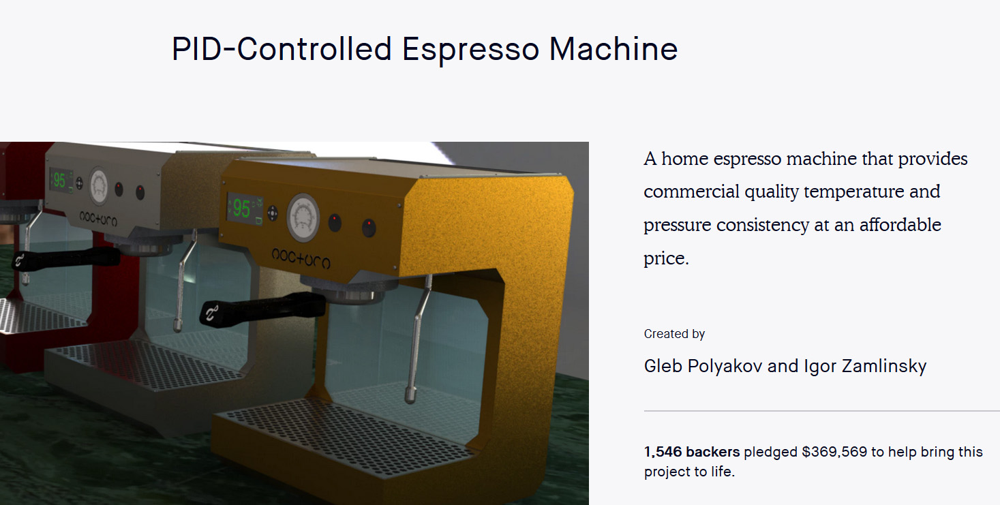 PID-Controlled Espresso Machine
A home espresso machine that provides
commercial quality temperature and
pressure consistency at an affordable
price.
Created by
Gleb Polyakov and Igor Zamlinsky
1,546 backers pledged $369,569 to help bring this
project to life.
95
nocturn
95
nocturn